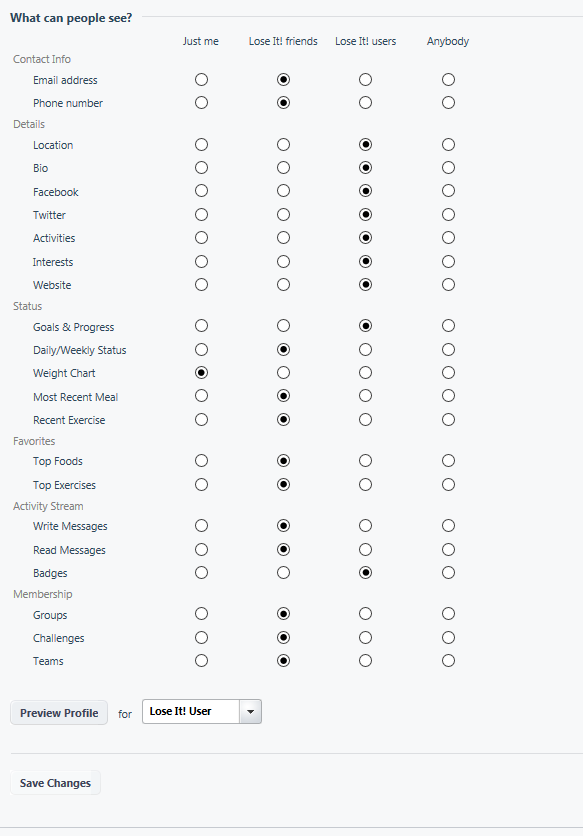 What can people see?
Just me Lose It! friends Lose It! users Anybody
Contact Info
Email address
Phone number
Details
Location
Bio
Facebook
Twitter
Activities
Interests
Website
Status
Goals & Progress
Daily/Weekly Status
Weight Chart
Most Recent Meal
Recent Exercise
Favorites
Top Foods
Top Exercises
Activity Stream
Write Messages
Read Messages
Badges
Membership
Groups
Challenges
Teams
Preview Profile for Lose It! User
Save Changes